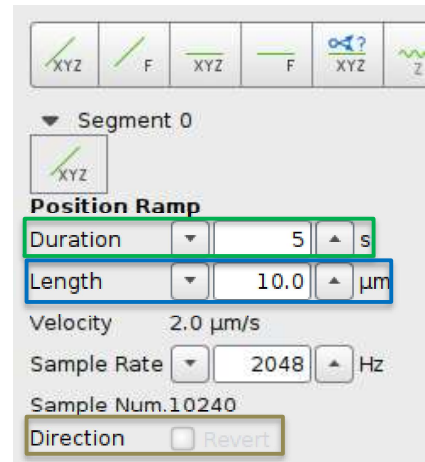 XYZ F XYZ F ? XYZ Z
Segment 0
XYZ
Position Ramp
Duration 5 s
Length 10.0 µm
Velocity 2.0 µm/s
Sample Rate 2048 Hz
Sample Num.10240
Direction Revert